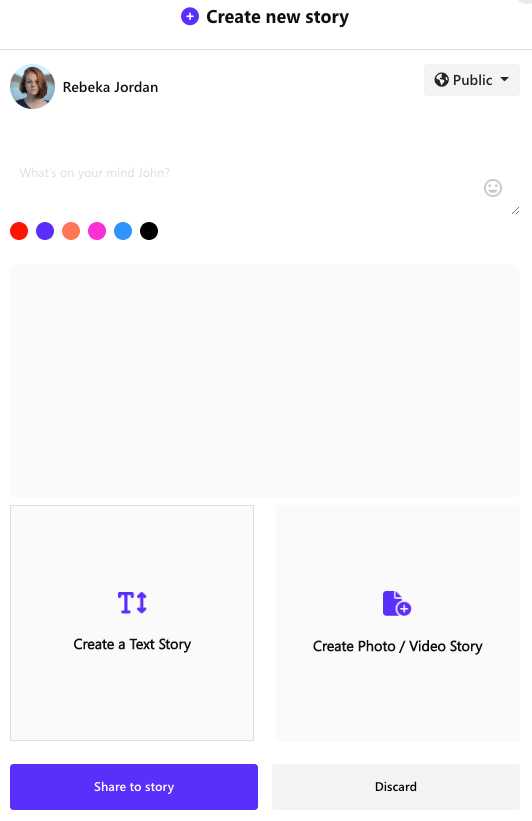 Create new story
Rebeka Jordan
Public
What's on your mind John?
Create a Text Story
Create Photo / Video Story
Share to story
Discard